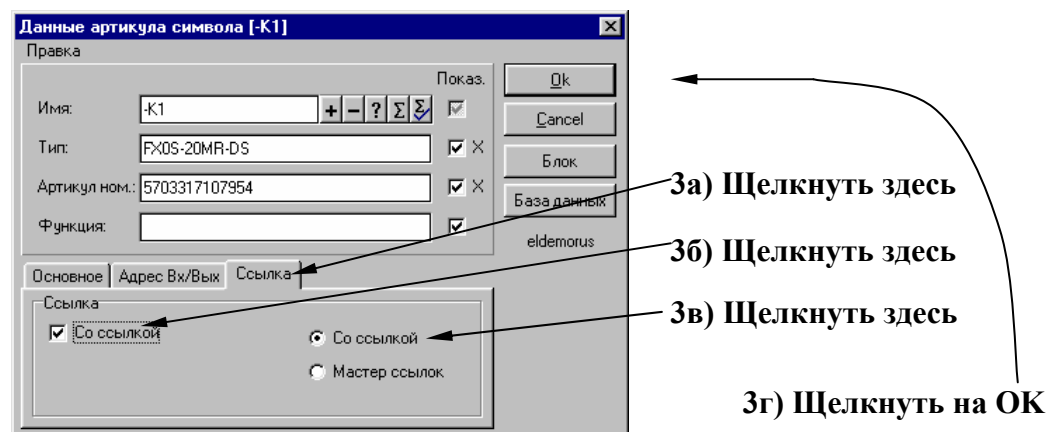 Данные артикула символа [-K1]
Правка
Показ.
Имя: -K1 + − ? Σ Σ
Тип: FX0S-20MR-DS X
Артикул ном.: 5703317107954 X
Функция:
Ok
Cancel
Блок
База данных
eldemorus
Основное Адрес Вх/Вых Ссылка
Ссылка
Со ссылкой
Со ссылкой
Мастер ссылок
3а) Щелкнуть здесь
3б) Щелкнуть здесь
3в) Щелкнуть здесь
3г) Щелкнуть на OK